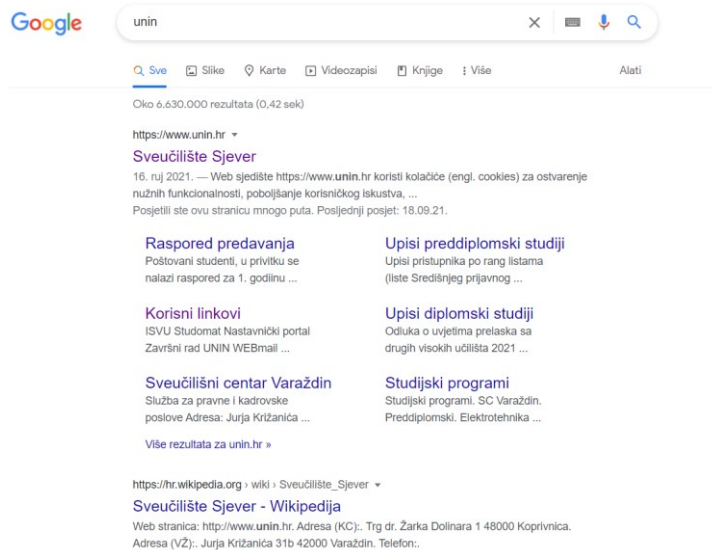 Google
unin
Sve Slike Karte Videozapisi Knjige Više Alati
Oko 6.630.000 rezultata (0,42 sek)
https://www.unin.hr
Sveučilište Sjever
16. ruj 2021. — Web sjedište https://www.unin.hr koristi kolačiće (engl. cookies) za ostvarenje
nužnih funkcionalnosti, poboljšanje korisničkog iskustva, ...
Posjetili ste ovu stranicu mnogo puta. Posljednji posjet: 18.09.21.
Raspored predavanja
Poštovani studenti, u privitku se
nalazi raspored za 1. godiinu ...
Upisi preddiplomski studiji
Upisi pristupnika po rang listama
(liste Središnjeg prijavnog ...
Korisni linkovi
ISVU Studomat Nastavnički portal
Završni rad UNIN WEBmail ...
Upisi diplomski studiji
Odluka o uvjetima prelaska sa
drugih visokih učilišta 2021 ...
Sveučilišni centar Varaždin
Služba za pravne i kadrovske
poslove Adresa: Jurja Križanića ...
Studijski programi
Studijski programi. SC Varaždin.
Preddiplomski. Elektrotehnika ...
Više rezultata za unin.hr »
https://hr.wikipedia.org › wiki › Sveučilište_Sjever
Sveučilište Sjever - Wikipedija
Web stranica: http://www.unin.hr. Adresa (KC):. Trg dr. Žarka Dolinara 1 48000 Koprivnica.
Adresa (VŽ):. Jurja Križanića 31b 42000 Varaždin. Telefon:.